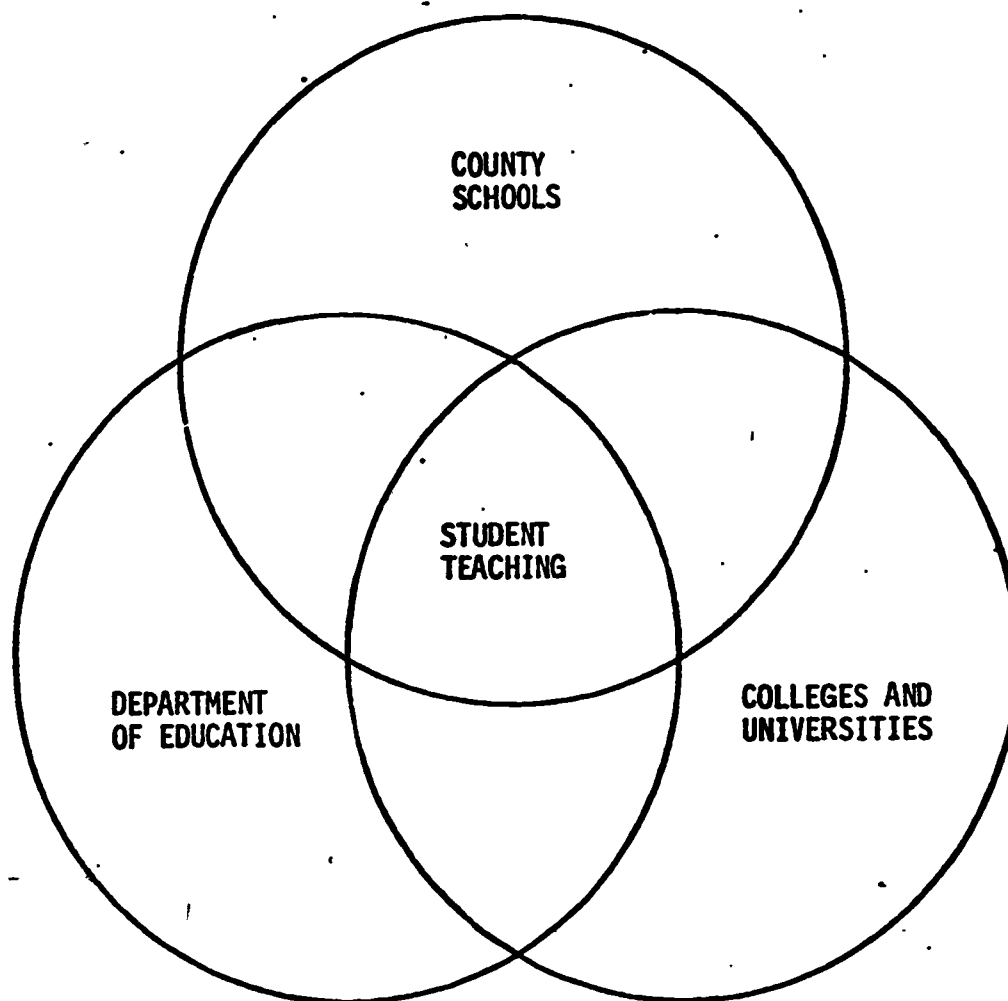 COUNTY
SCHOOLS
STUDENT
TEACHING
DEPARTMENT
OF EDUCATION
COLLEGES AND
UNIVERSITIES